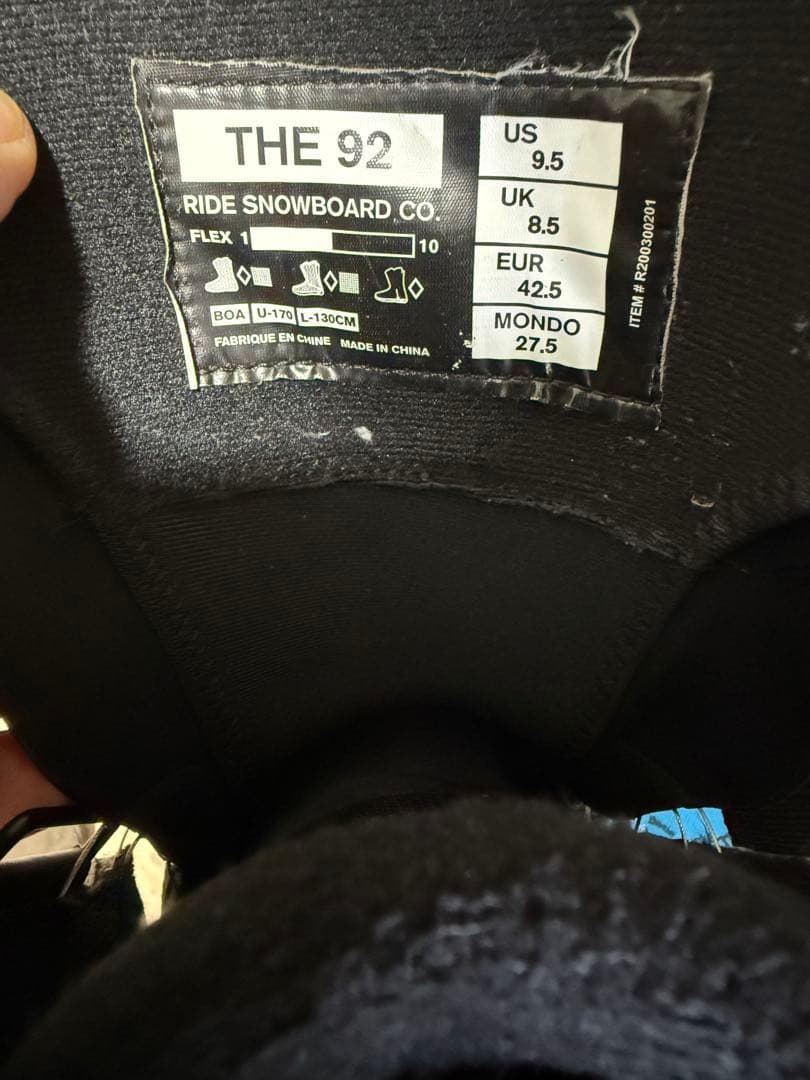 THE 92
RIDE SNOWBOARD CO.
FLEX 1 10
BOA U-170 L-130CM
FABRIQUE EN CHINE MADE IN CHINA
US
9.5
UK
8.5
EUR
42.5
MONDO
27.5
ITEM # R200300201